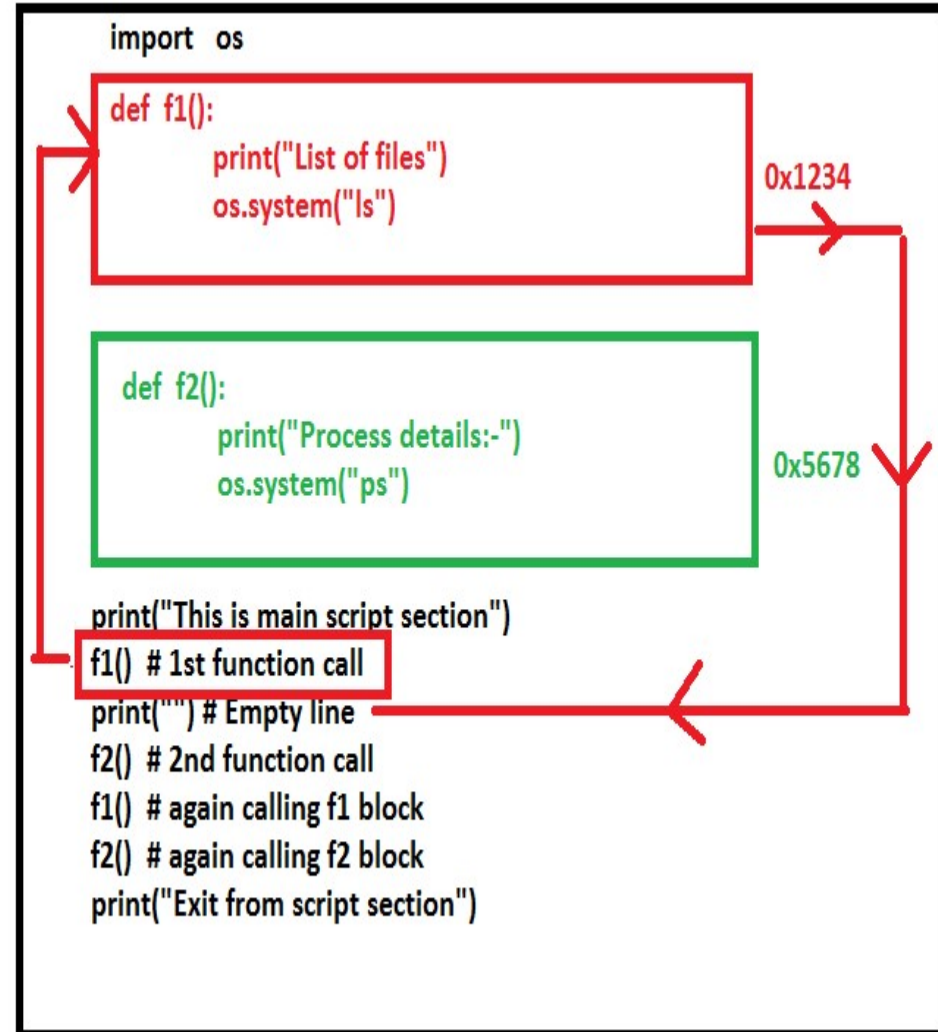 import os
def f1():
print("List of files")
os.system("ls")
0x1234
def f2():
print("Process details:-")
os.system("ps")
0x5678
print("This is main script section")
f1() # 1st function call
print("") # Empty line
f2() # 2nd function call
f1() # again calling f1 block
f2() # again calling f2 block
print("Exit from script section")